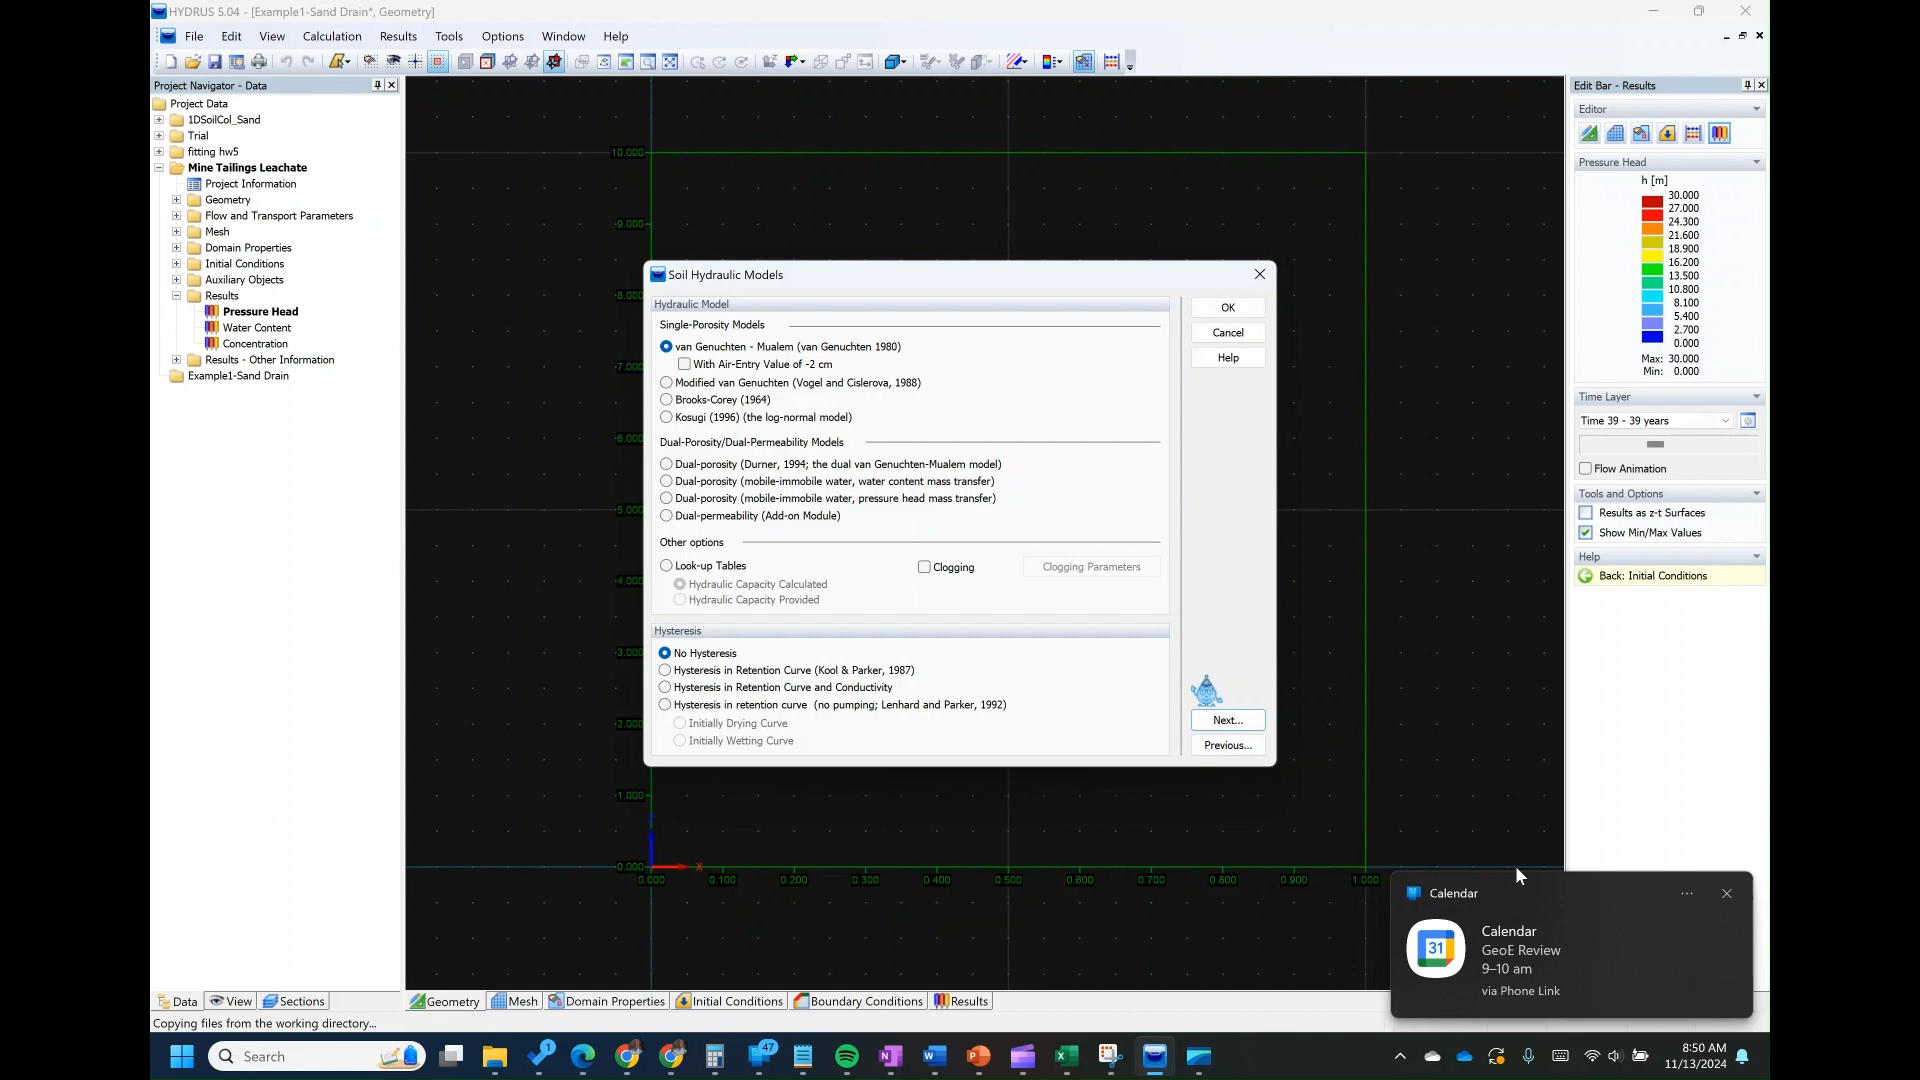 HYDRUS 5.04 - [Example1-Sand Drain*, Geometry]
File Edit View Calculation Results Tools Options Window Help
Project Navigator - Data
Project Data
1DSoilCol_Sand
Trial
fitting hw5
Mine Tailings Leachate
Project Information
Geometry
Flow and Transport Parameters
Mesh
Domain Properties
Initial Conditions
Auxiliary Objects
Results
Pressure Head
Water Content
Concentration
Results - Other Information
Example1-Sand Drain
Data View Sections
Copying files from the working directory...
10.000
9.000
8.000
7.000
6.000
5.000
4.000
3.000
2.000
1.000
0.000
X
0.000 0.100 0.200 0.300 0.400 0.500 0.600 0.700 0.800 0.900 1.000
Soil Hydraulic Models
Hydraulic Model
Single-Porosity Models
van Genuchten - Mualem (van Genuchten 1980)
With Air-Entry Value of -2 cm
Modified van Genuchten (Vogel and Cislerova, 1988)
Brooks-Corey (1964)
Kosugi (1996) (the log-normal model)
Dual-Porosity/Dual-Permeability Models
Dual-porosity (Durner, 1994; the dual van Genuchten-Mualem model)
Dual-porosity (mobile-immobile water, water content mass transfer)
Dual-porosity (mobile-immobile water, pressure head mass transfer)
Dual-permeability (Add-on Module)
Other options
Look-up Tables
Clogging
Clogging Parameters
Hydraulic Capacity Calculated
Hydraulic Capacity Provided
Hysteresis
No Hysteresis
Hysteresis in Retention Curve (Kool & Parker, 1987)
Hysteresis in Retention Curve and Conductivity
Hysteresis in retention curve (no pumping; Lenhard and Parker, 1992)
Initially Drying Curve
Initially Wetting Curve
OK
Cancel
Help
Next...
Previous...
Geometry Mesh Domain Properties Initial Conditions Boundary Conditions Results
Edit Bar - Results
Editor
Pressure Head
h [m]
30.000
27.000
24.300
21.600
18.900
16.200
13.500
10.800
8.100
5.400
2.700
0.000
Max: 30.000
Min: 0.000
Time Layer
Time 39 - 39 years
Flow Animation
Tools and Options
Results as z-t Surfaces
Show Min/Max Values
Help
Back: Initial Conditions
Calendar
31
Calendar
GeoE Review
9–10 am
via Phone Link
Search
1
47
8:50 AM
11/13/2024